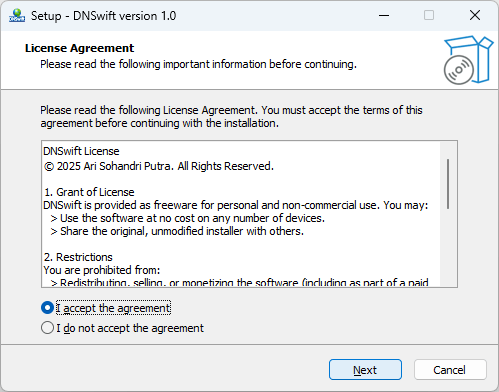 Setup - DNSwift version 1.0
License Agreement
Please read the following important information before continuing.
Please read the following License Agreement. You must accept the terms of this
agreement before continuing with the installation.
DNSwift License
© 2025 Ari Sohandri Putra. All Rights Reserved.
1. Grant of License
DNSwift is provided as freeware for personal and non-commercial use. You may:
> Use the software at no cost on any number of devices.
> Share the original, unmodified installer with others.
2. Restrictions
You are prohibited from:
> Redistributing, selling, or monetizing the software (including as part of a paid
I accept the agreement
I do not accept the agreement
Next
Cancel